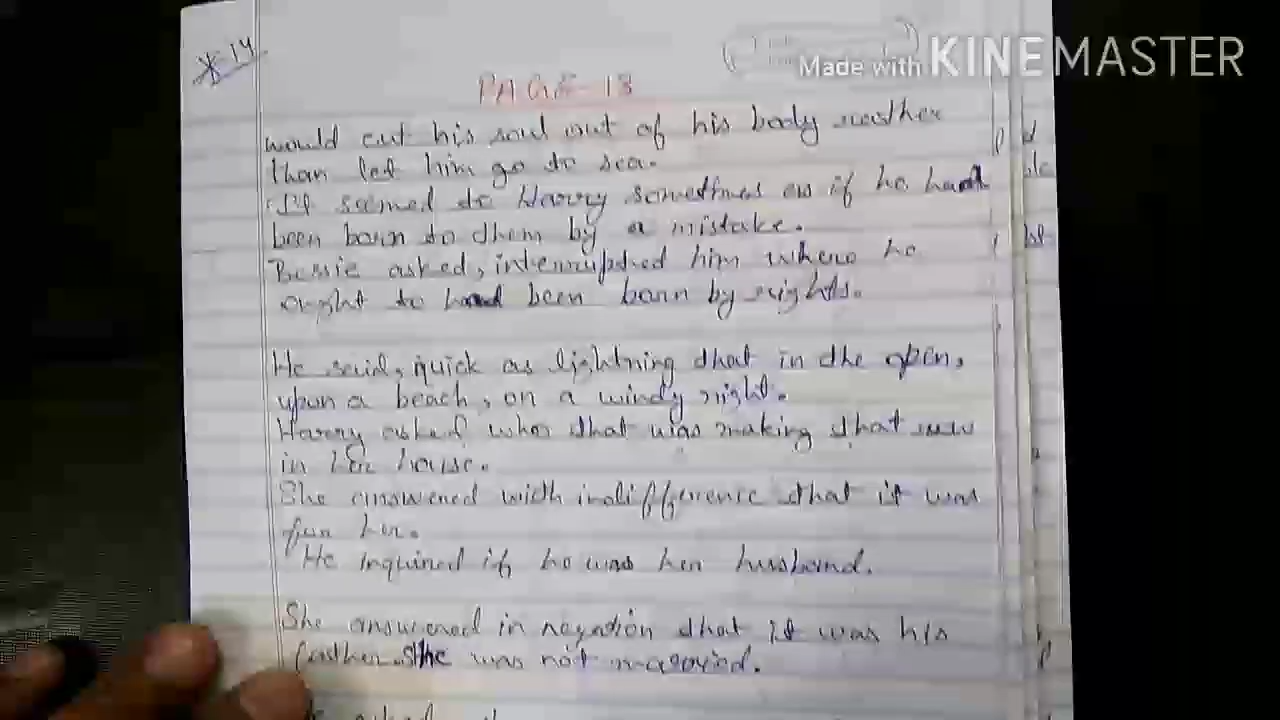 *-14
Made with KINEMASTER
PAGE-13
would cut his soul out of his body reather
than let him go to sea.
It seemed to Harry sometimes as if he had
been born to them by a mistake.
Bessie asked, interrupted him where he
ought to had been born by rights.
He said, quick as lightning that in the open,
upon a beach, on a windy night.
Harry asked who that was making that
in her house.
She answered with indifference that it was
for her.
He inquired if he was her husband.
She answered in negation that it was his
father. She was not married.
asked